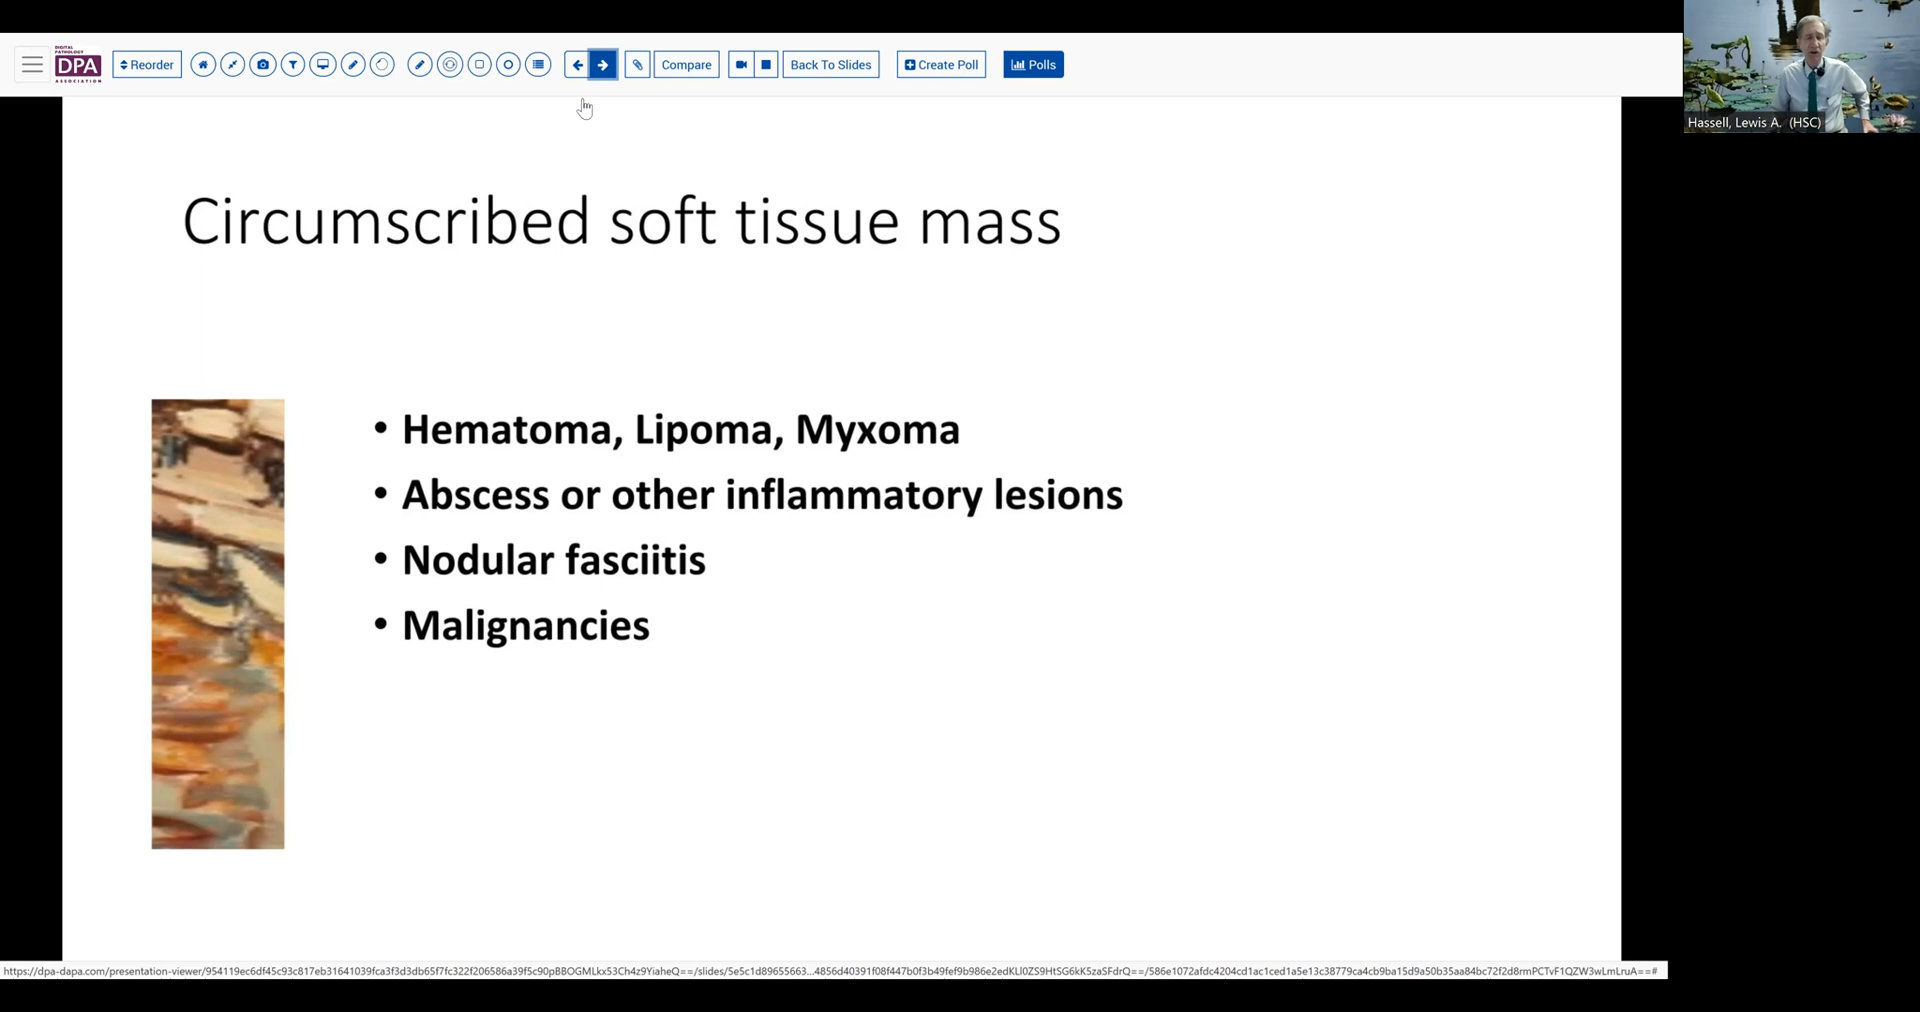 DIGITAL
PATHOLOGY
DPA
ASSOCIATION
Reorder
Compare
Back To Slides
Create Poll
Polls
Hassell, Lewis A. (HSC)
Circumscribed soft tissue mass
• Hematoma, Lipoma, Myxoma
• Abscess or other inflammatory lesions
• Nodular fasciitis
• Malignancies